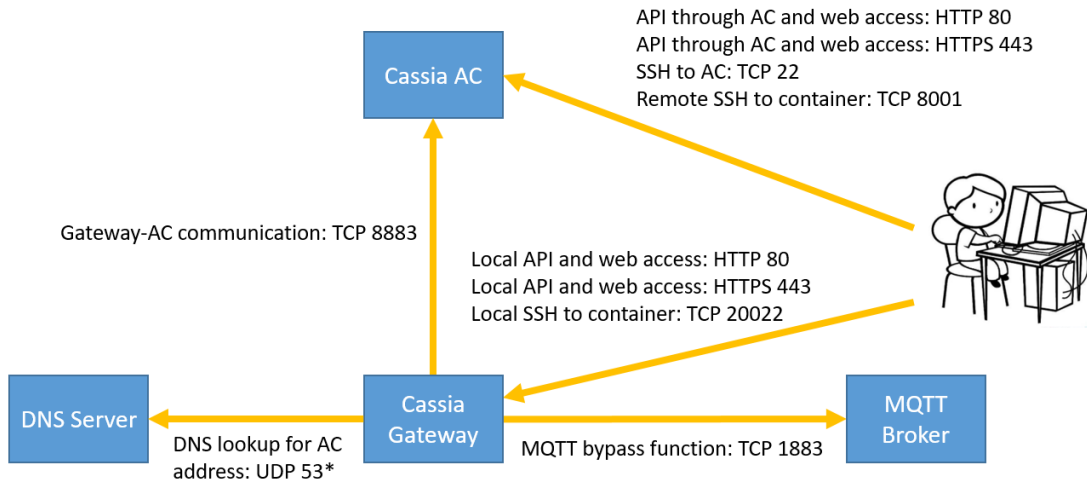 API through AC and web access: HTTP 80
API through AC and web access: HTTPS 443
SSH to AC: TCP 22
Remote SSH to container: TCP 8001
Cassia AC
Gateway-AC communication: TCP 8883
Local API and web access: HTTP 80
Local API and web access: HTTPS 443
Local SSH to container: TCP 20022
DNS Server
Cassia
Gateway
MQTT
Broker
DNS lookup for AC
address: UDP 53*
MQTT bypass function: TCP 1883